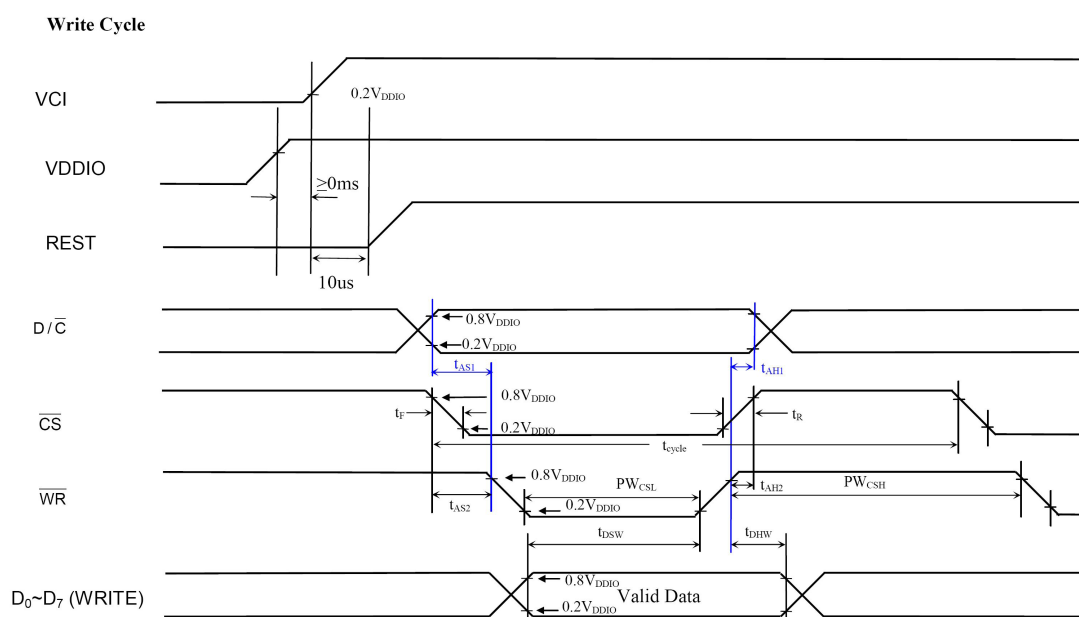 Write Cycle
VCI
0.2VDDIO
VDDIO
≥0ms
REST
10us
D / C̅
0.8VDDIO
0.2VDDIO
tAS1
tAH1
C̅S̅
0.8VDDIO
tF
tR
0.2VDDIO
tcycle
W̅R̅
0.8VDDIO
PWCSL
tAH2
PWCSH
tAS2
0.2VDDIO
tDSW
tDHW
D0~D7 (WRITE)
0.8VDDIO
Valid Data
0.2VDDIO